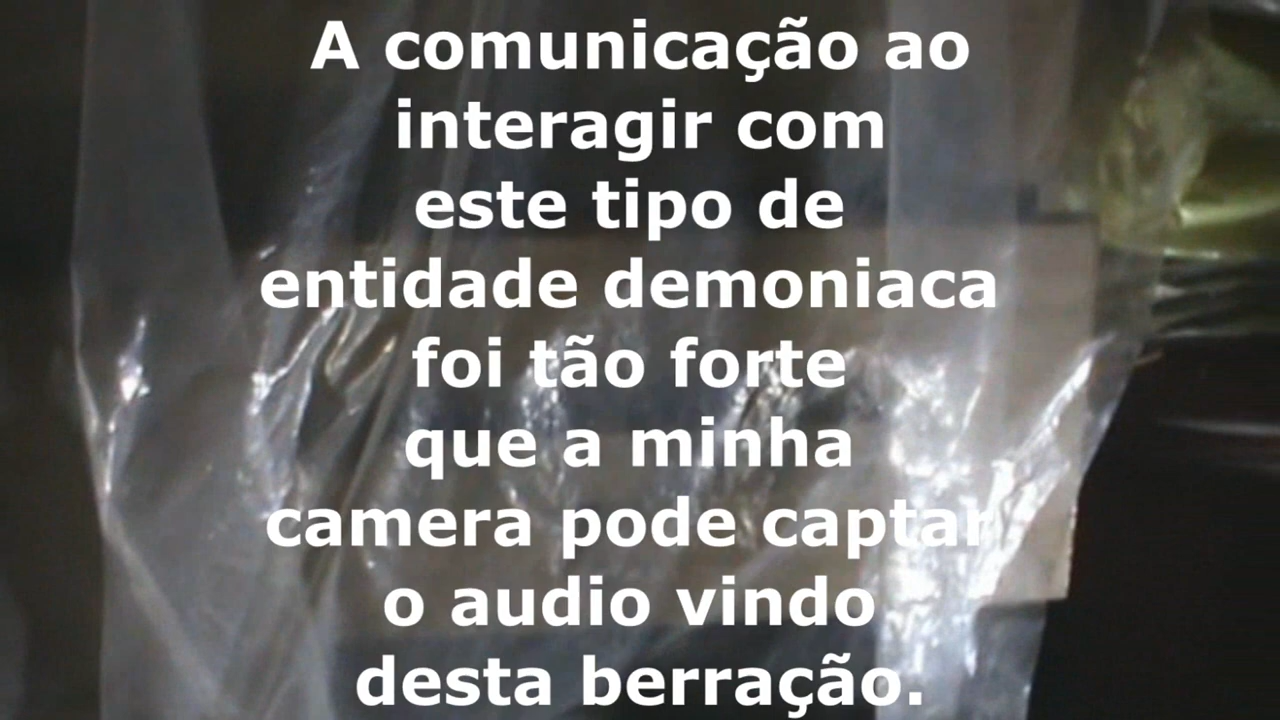 A comunicação ao
interagir com
este tipo de
entidade demoniaca
foi tão forte
que a minha
camera pode captar
o audio vindo
desta berração.